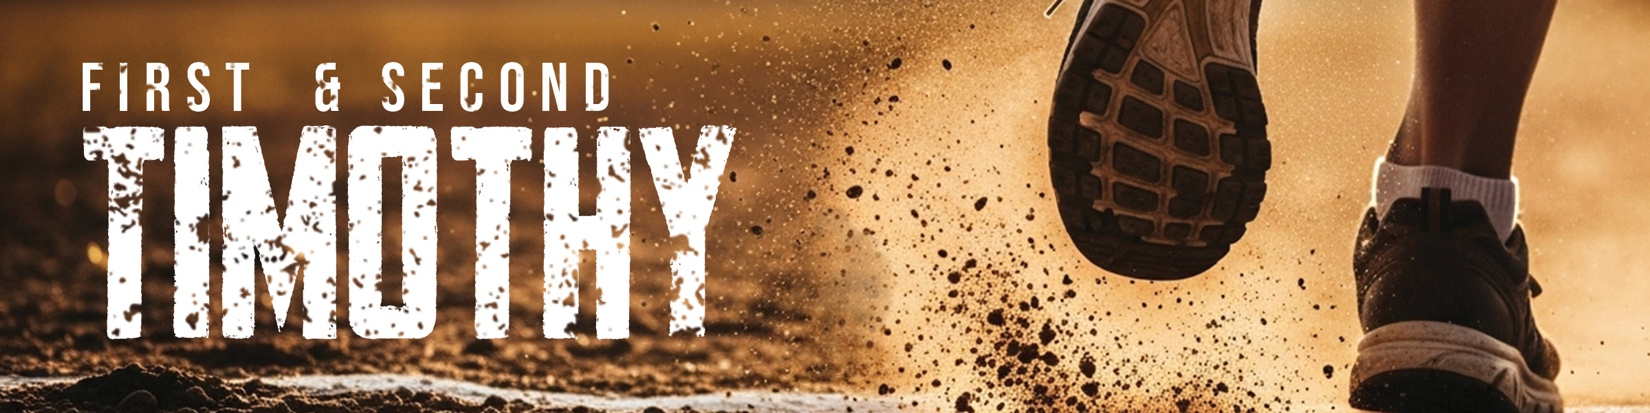 FIRST & SECOND
TIMOTHY